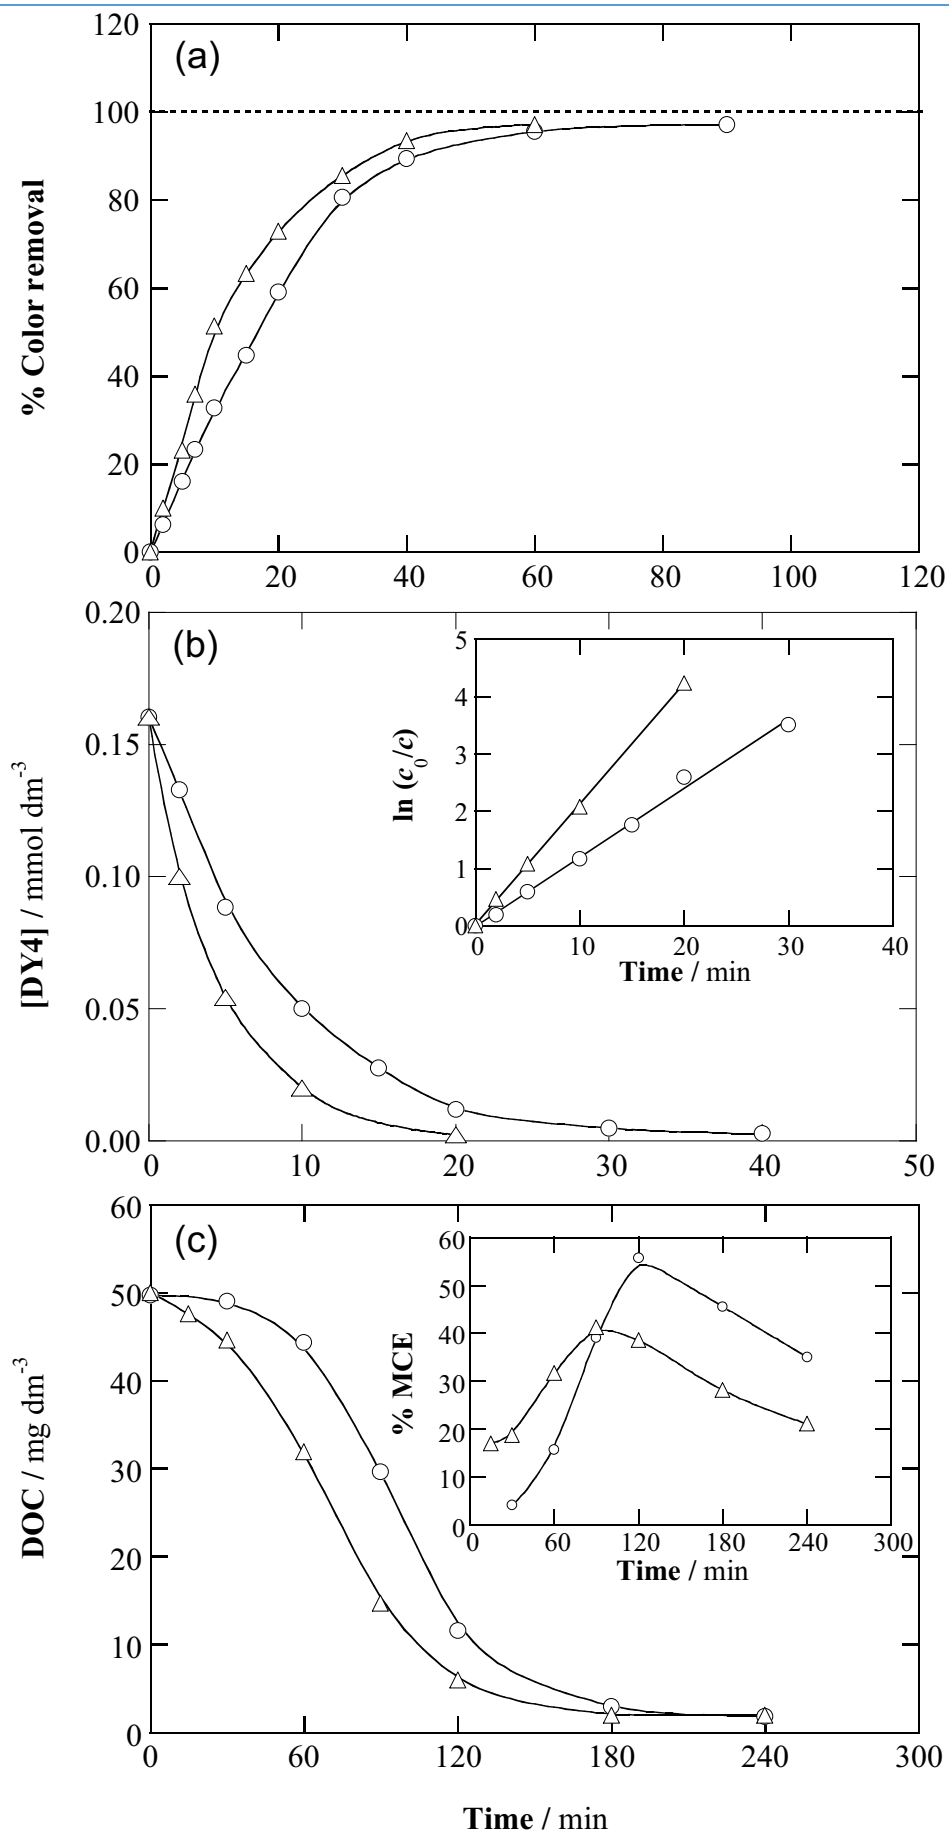 (a)
% Color removal
120
100
80
60
40
20
0
0 20 40 60 80 100 120
(b)
[DY4] / mmol dm-3
0.20
0.15
0.10
0.05
0.00
0 10 20 30 40 50
ln (c0/c)
5
4
3
2
1
0
0 10 20 30 40
Time / min
(c)
DOC / mg dm-3
60
50
40
30
20
10
0
0 60 120 180 240 300
% MCE
60
50
40
30
20
10
0
0 60 120 180 240 300
Time / min
Time / min